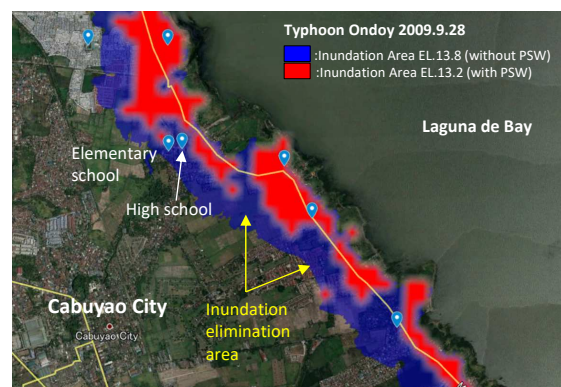 Typhoon Ondoy 2009.9.28
:Inundation Area EL.13.8 (without PSW)
:Inundation Area EL.13.2 (with PSW)
Laguna de Bay
Elementary
school
High school
Cabuyao City
Cabuyao City
Inundation
elimination
area